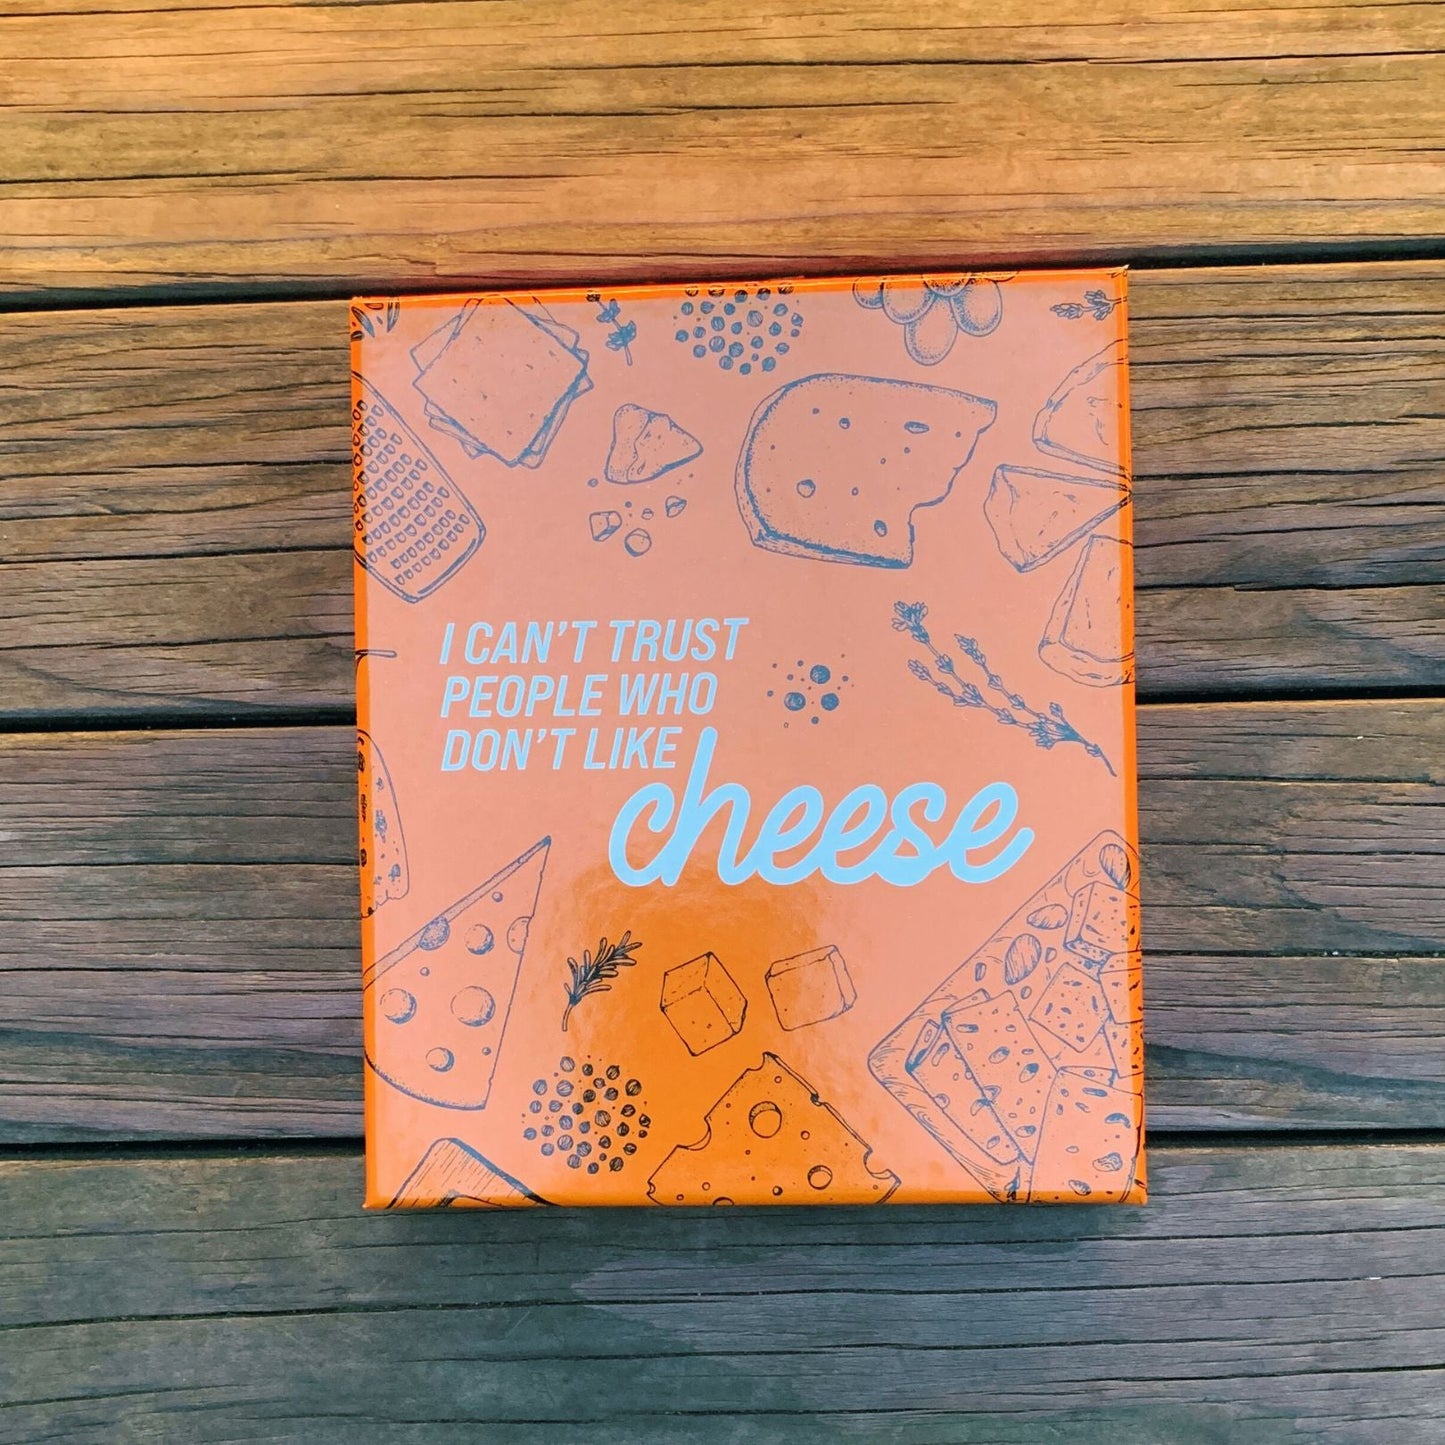 I CAN'T TRUST
PEOPLE WHO
DON'T LIKE
cheese